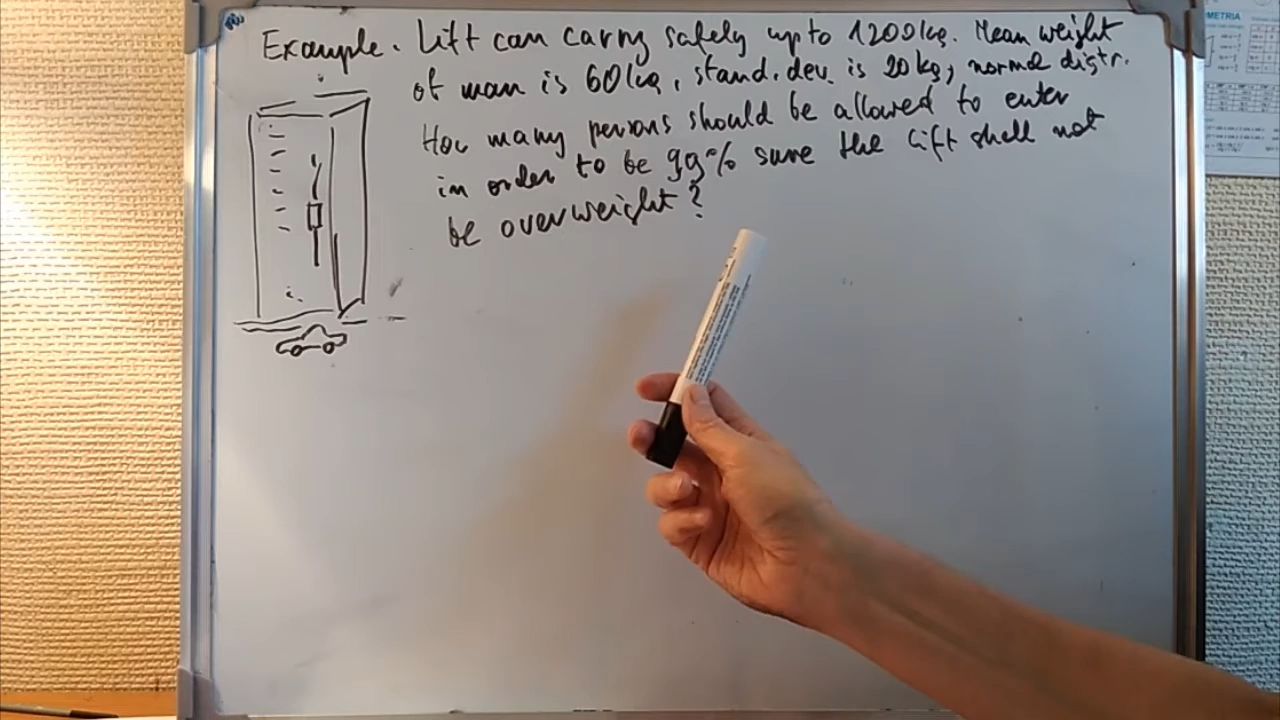 Example. Lift can carry safely up to 1200kg. Mean weight
of man is 60kg, stand. dev. is 20kg, normal distr.
How many persons should be allowed to enter
in order to be 99% sure the lift shall not
be overweight?
METRIA